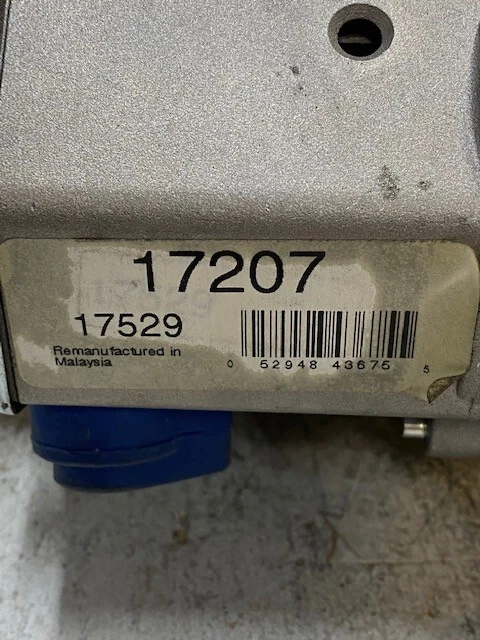 17207
17529
Remanufactured in
Malaysia
0 52948 43675 5